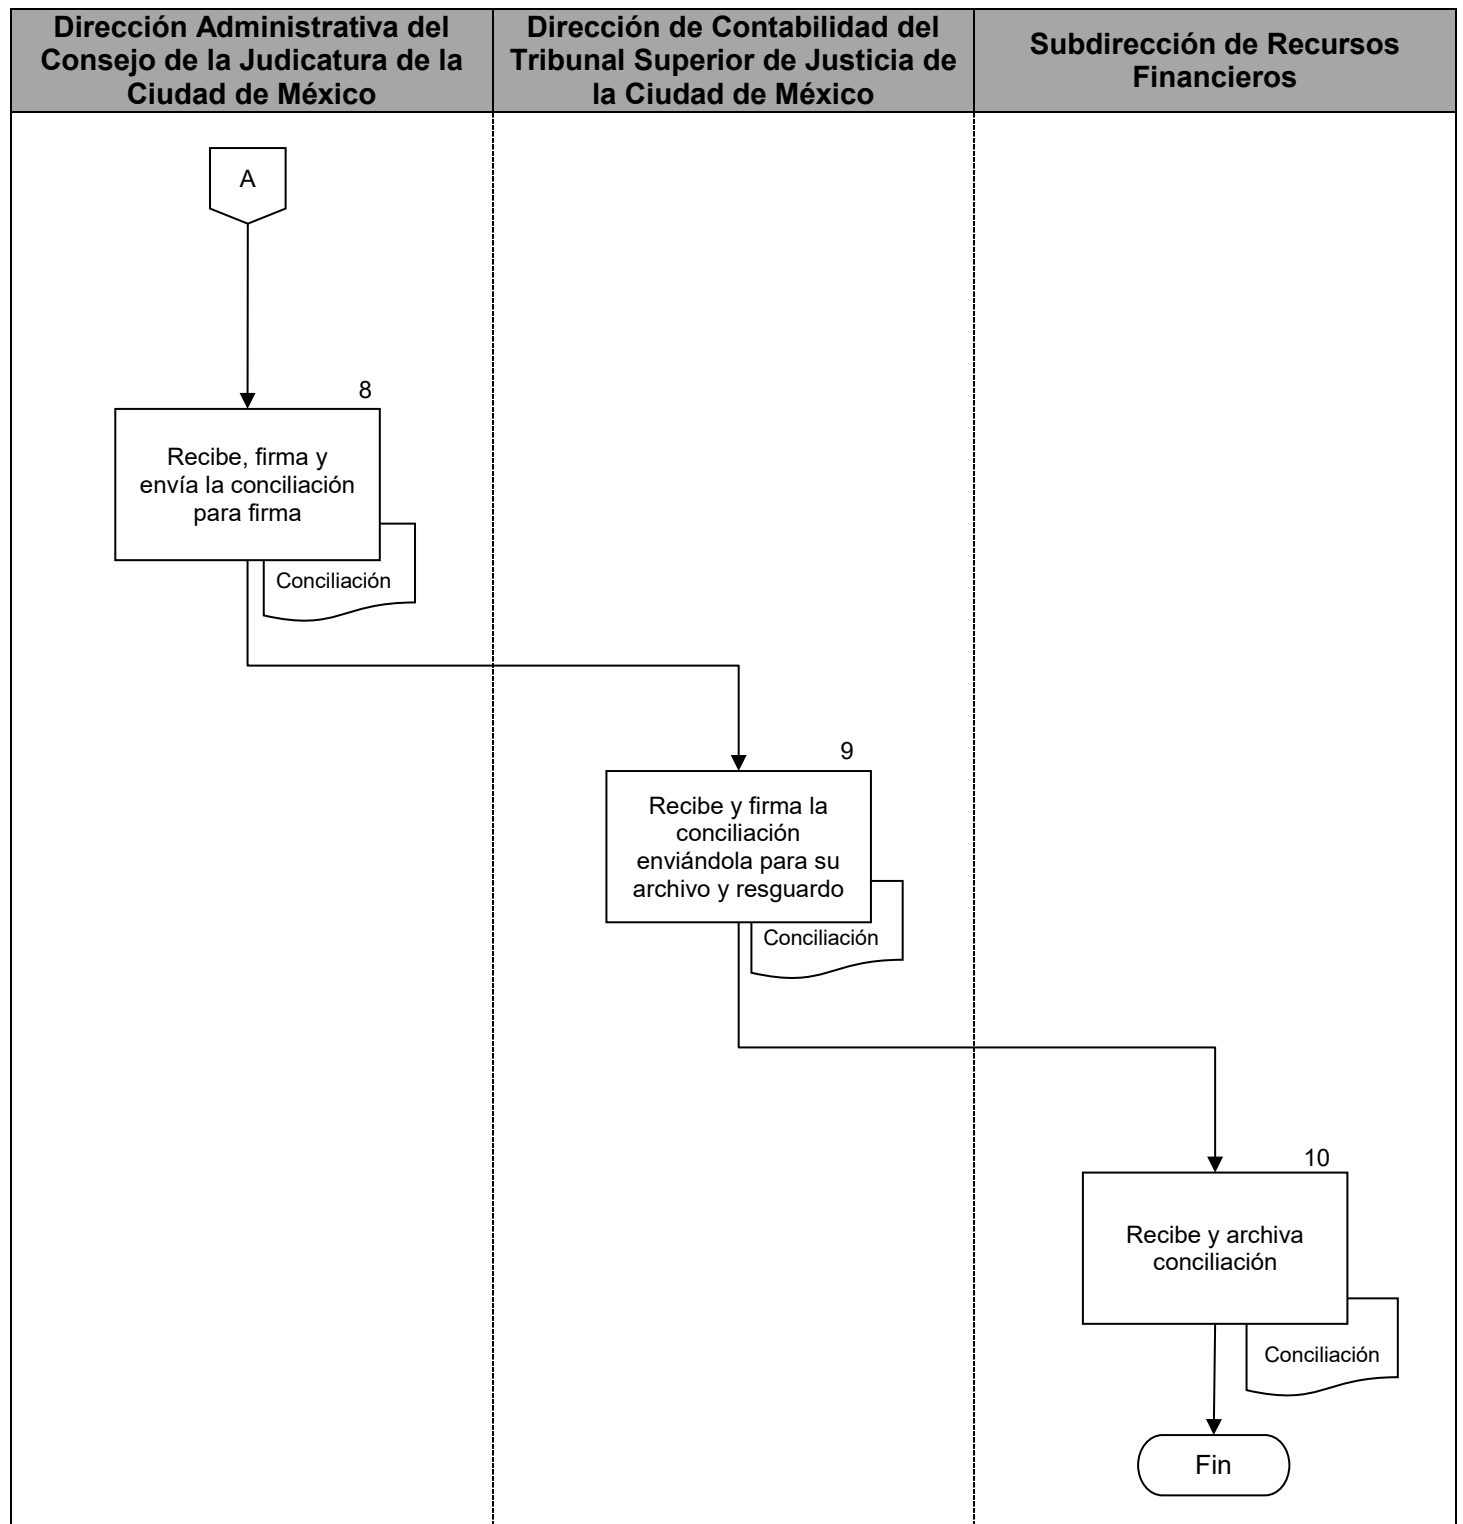 Dirección Administrativa del
Consejo de la Judicatura de la
Ciudad de México
Dirección de Contabilidad del
Tribunal Superior de Justicia de
la Ciudad de México
Subdirección de Recursos
Financieros
A
8
Recibe, firma y
envía la conciliación
para firma
Conciliación
9
Recibe y firma la
conciliación
enviándola para su
archivo y resguardo
Conciliación
10
Recibe y archiva
conciliación
Conciliación
Fin